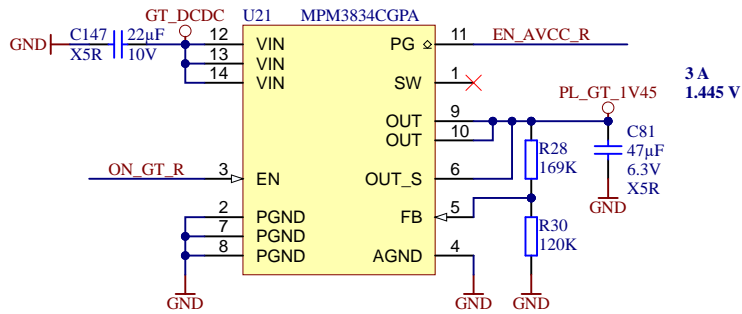 GT_DCDC
U21 MPM3834CGPA
GND
C147
X5R
22µF
10V
12 VIN
13 VIN
14 VIN
PG 11 EN_AVCC_R
SW 1
OUT 9
OUT 10
PL_GT_1V45
3 A
1.445 V
R28
169K
C81
47µF
6.3V
X5R
GND
ON_GT_R 3 EN
OUT_S 6
2 PGND
7 PGND
8 PGND
FB 5
R30
120K
AGND 4
GND
GND
GND